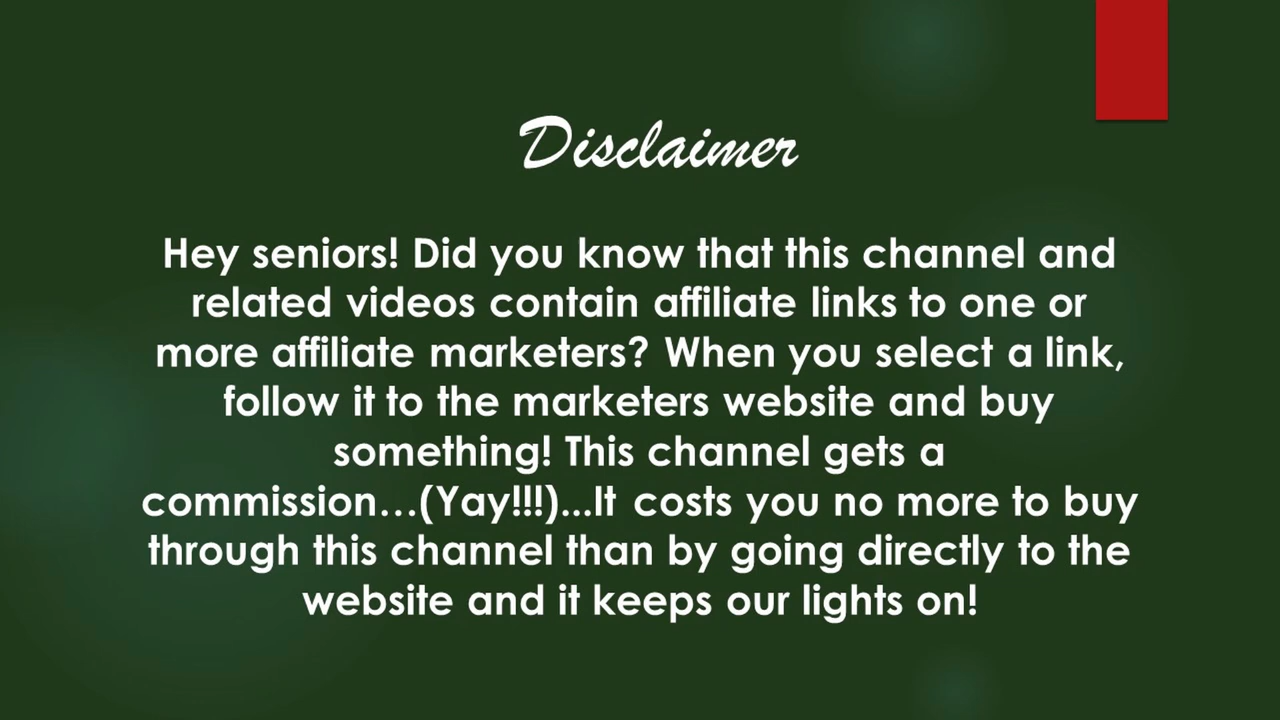 Disclaimer
Hey seniors! Did you know that this channel and
related videos contain affiliate links to one or
more affiliate marketers? When you select a link,
follow it to the marketers website and buy
something! This channel gets a
commission…(Yay!!!)...It costs you no more to buy
through this channel than by going directly to the
website and it keeps our lights on!